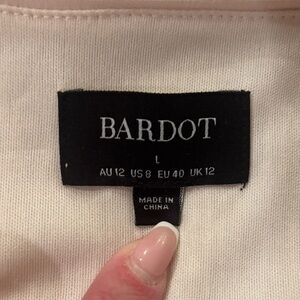 BARDOT
L
AU 12 US 8 EU 40 UK 12
MADE IN
CHINA